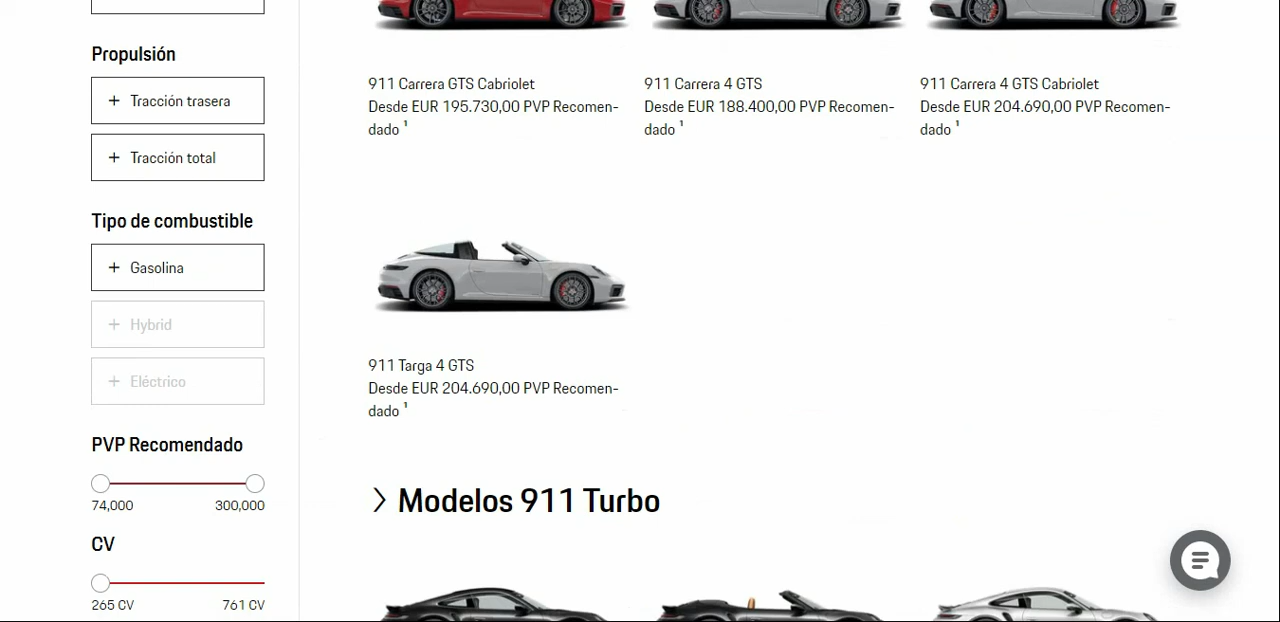 Propulsión
+ Tracción trasera
+ Tracción total
Tipo de combustible
+ Gasolina
+ Hybrid
+ Eléctrico
PVP Recomendado
74,000 300,000
CV
265 CV 761 CV
911 Carrera GTS Cabriolet
Desde EUR 195.730,00 PVP Recomen-
dado ¹
911 Carrera 4 GTS
Desde EUR 188.400,00 PVP Recomen-
dado ¹
911 Carrera 4 GTS Cabriolet
Desde EUR 204.690,00 PVP Recomen-
dado ¹
911 Targa 4 GTS
Desde EUR 204.690,00 PVP Recomen-
dado ¹
Modelos 911 Turbo